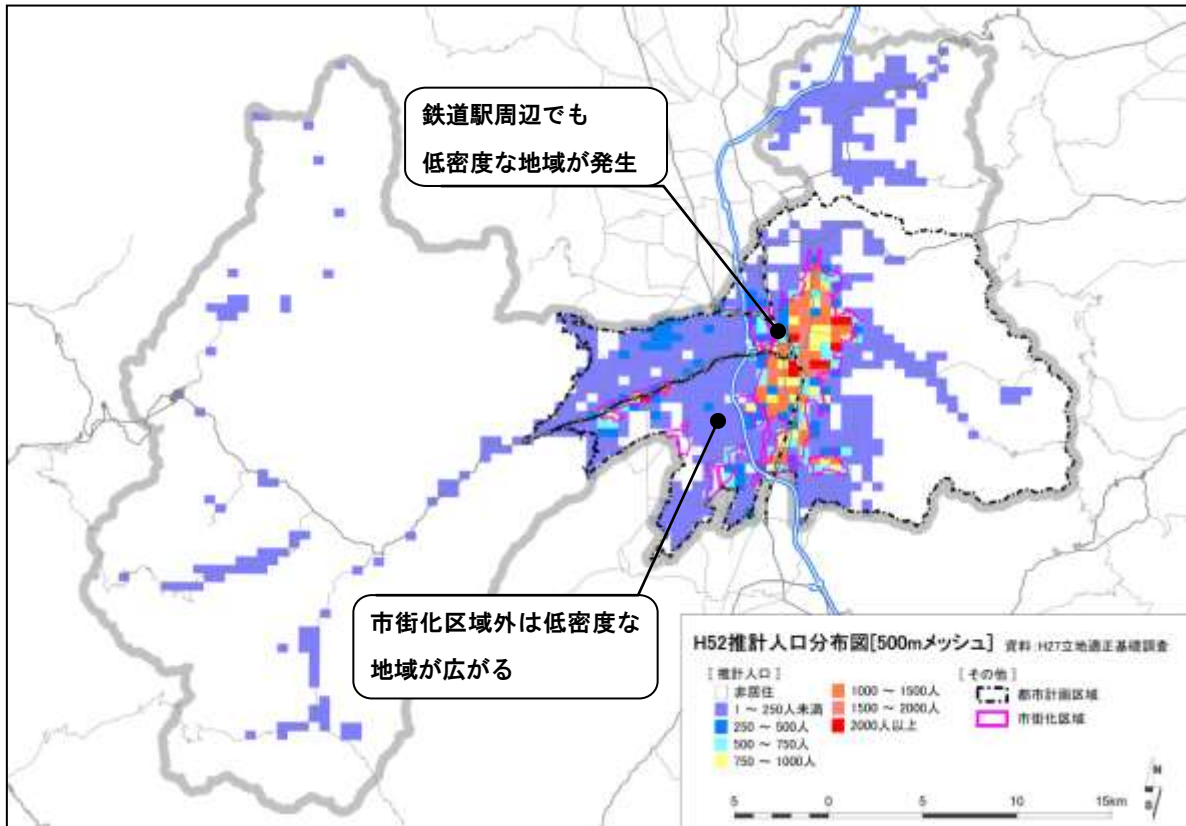 鉄道駅周辺でも
低密度な地域が発生
市街化区域外は低密度な
地域が広がる
H52推計人口分布図[500mメッシュ] 資料:H27立地適正基礎調査
[推計人口]
非居住
1 ～ 250人未満
250 ～ 500人
500 ～ 750人
750 ～ 1000人
1000 ～ 1500人
1500 ～ 2000人
2000人以上
[その他]
都市計画区域
市街化区域
N
5 0 5 10 15km